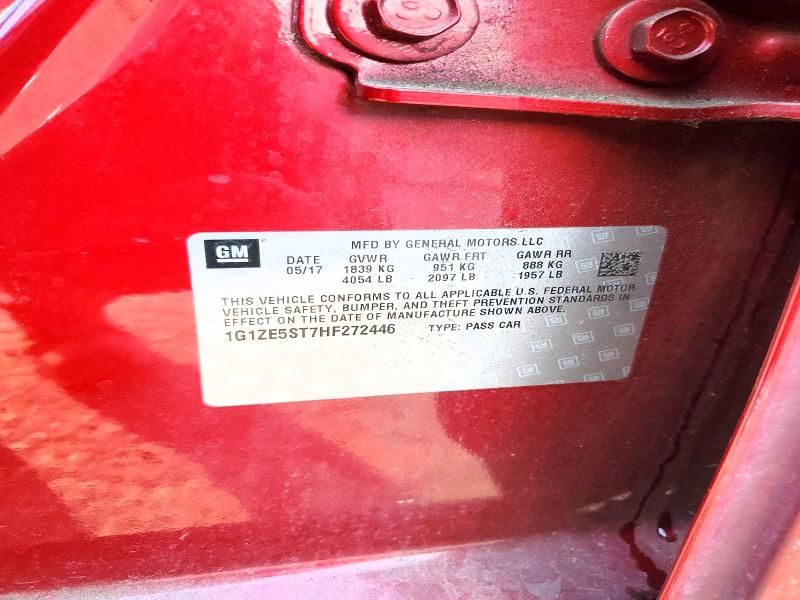 GM
MFD BY GENERAL MOTORS LLC
DATE GVWR GAWR FRT GAWR RR
05/17 1839 KG 951 KG 888 KG
4054 LB 2097 LB 1957 LB
THIS VEHICLE CONFORMS TO ALL APPLICABLE U.S. FEDERAL MOTOR
VEHICLE SAFETY, BUMPER, AND THEFT PREVENTION STANDARDS IN
EFFECT ON THE DATE OF MANUFACTURE SHOWN ABOVE.
1G1ZE5ST7HF272446 TYPE: PASS CAR